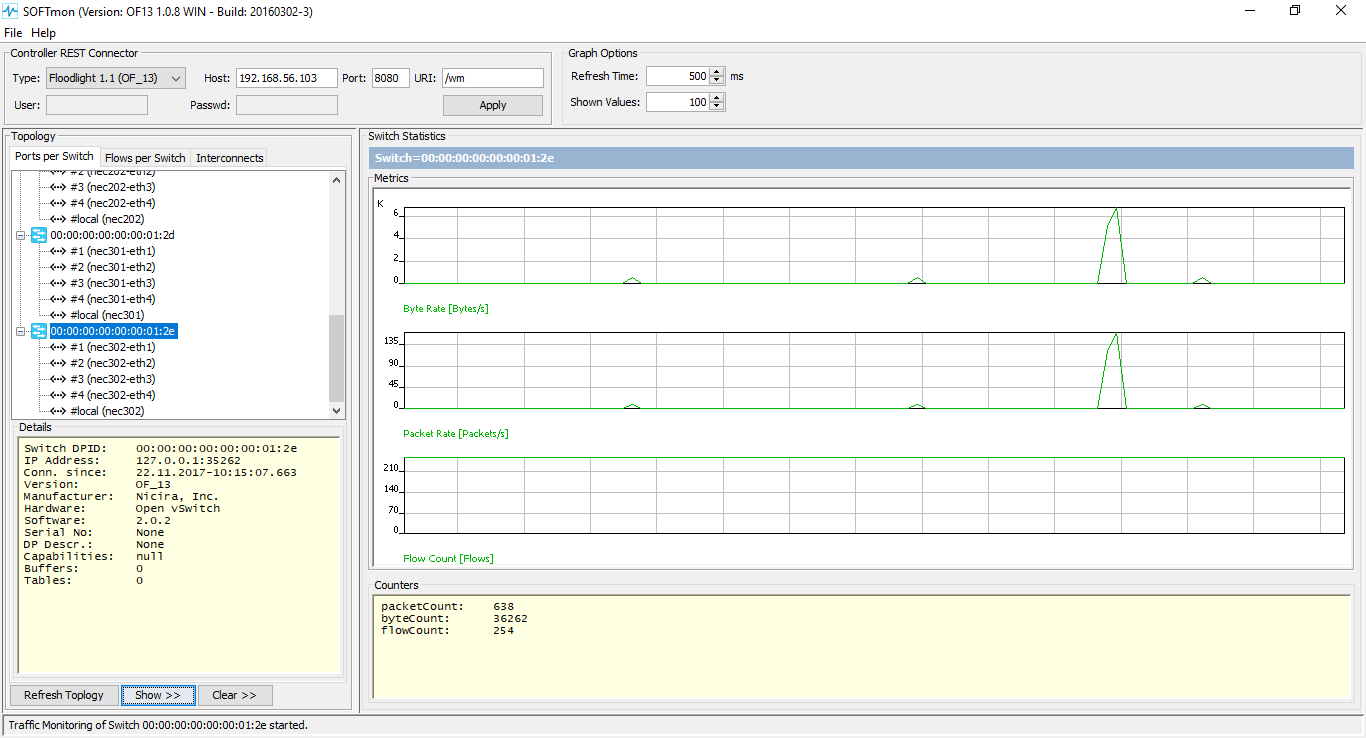 SOFTmon (Version: OF13 1.0.8 WIN - Build: 20160302-3)
File Help
Controller REST Connector
Type: Floodlight 1.1 (OF_13) Host: 192.168.56.103 Port: 8080 URI: /wm
User: Passwd: Apply
Graph Options
Refresh Time: 500 ms
Shown Values: 100
Topology
Ports per Switch Flows per Switch Interconnects
#2 (nec202-eth2)
#3 (nec202-eth3)
#4 (nec202-eth4)
#local (nec202)
00:00:00:00:00:00:01:2d
#1 (nec301-eth1)
#2 (nec301-eth2)
#3 (nec301-eth3)
#4 (nec301-eth4)
#local (nec301)
00:00:00:00:00:00:01:2e
#1 (nec302-eth1)
#2 (nec302-eth2)
#3 (nec302-eth3)
#4 (nec302-eth4)
#local (nec302)
Details
Switch DPID: 00:00:00:00:00:00:01:2e
IP Address: 127.0.0.1:35262
Conn. since: 22.11.2017-10:15:07.663
Version: OF_13
Manufacturer: Nicira, Inc.
Hardware: Open vSwitch
Software: 2.0.2
Serial No: None
DP Descr.: None
Capabilities: null
Buffers: 0
Tables: 0
Refresh Toplogy Show >> Clear >>
Switch Statistics
Switch=00:00:00:00:00:00:01:2e
Metrics
K
6
4
2
0
Byte Rate [Bytes/s]
135
90
45
0
Packet Rate [Packets/s]
210
140
70
0
Flow Count [Flows]
Counters
packetCount: 638
byteCount: 36262
flowCount: 254
Traffic Monitoring of Switch 00:00:00:00:00:00:01:2e started.